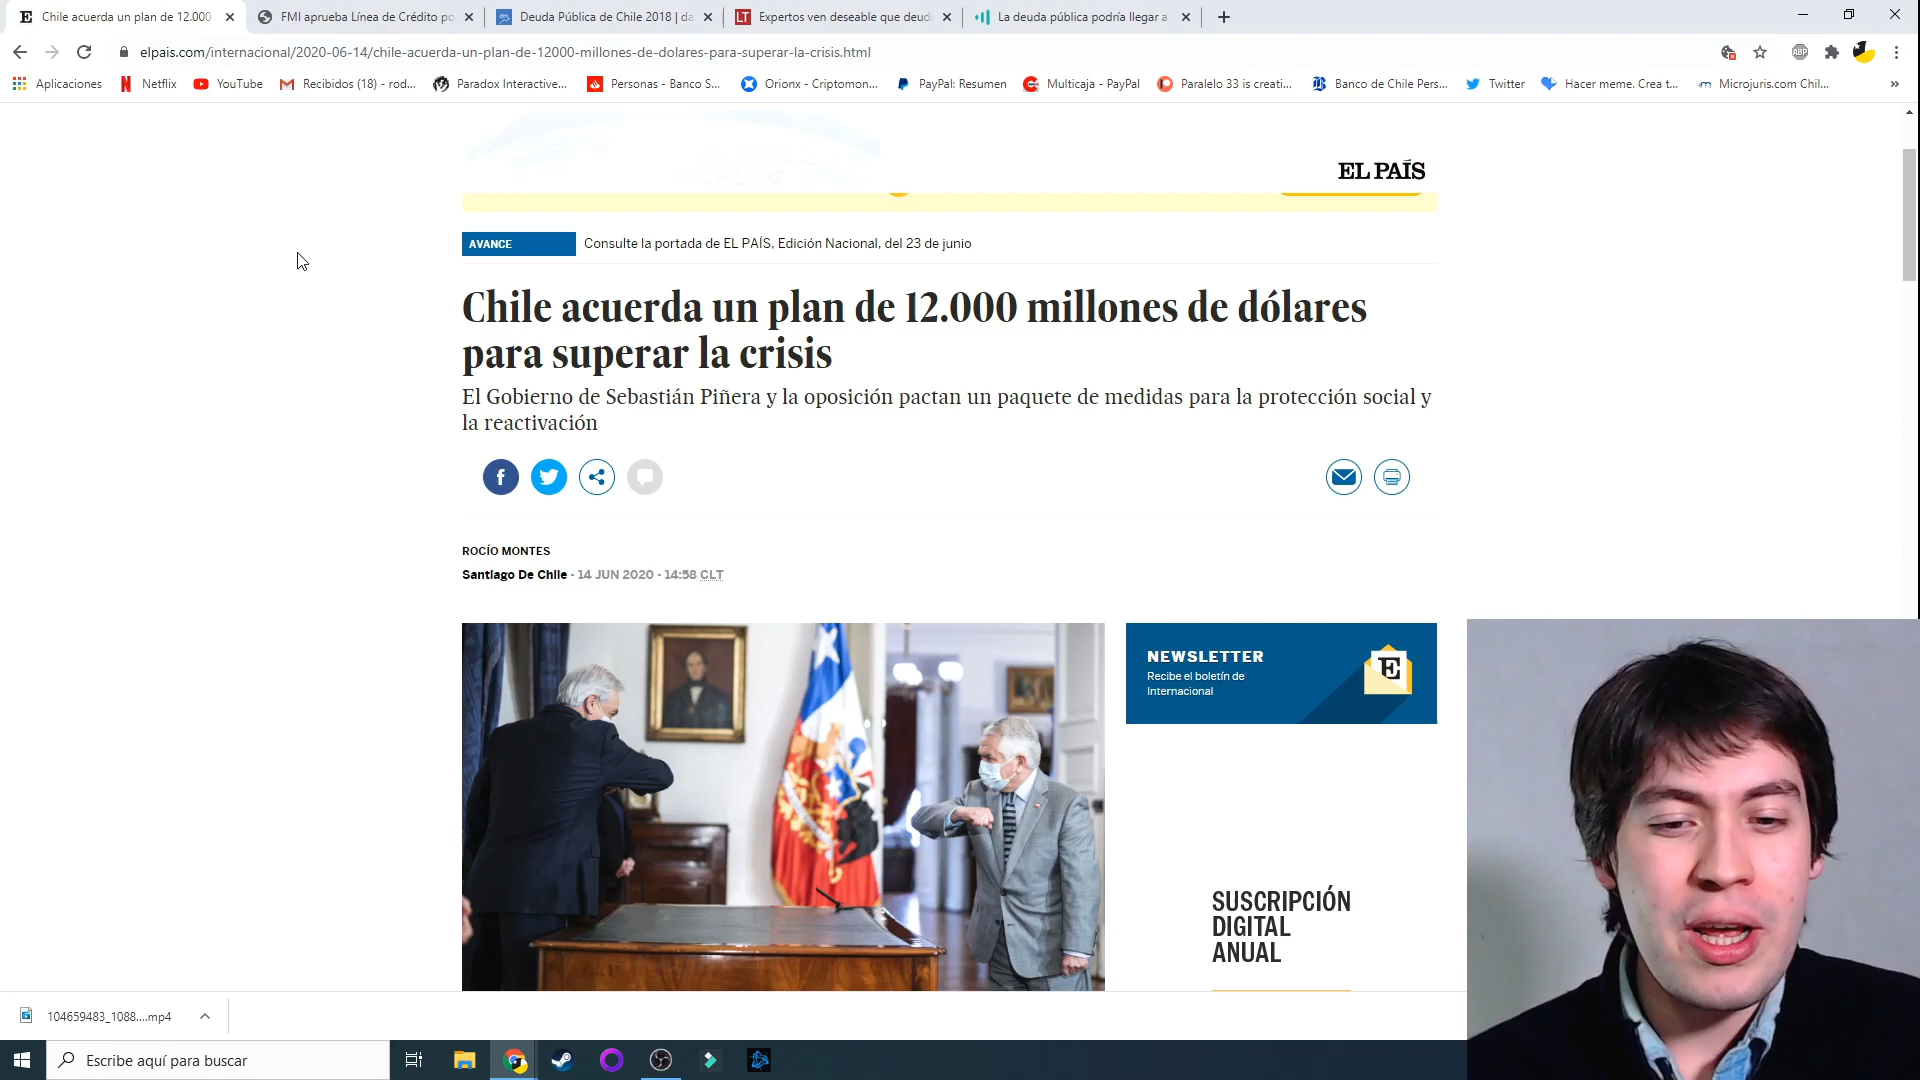 Chile acuerda un plan de 12.000
FMI aprueba Línea de Crédito po
Deuda Pública de Chile 2018 | da
Expertos ven deseable que deuda
La deuda pública podría llegar a
elpais.com/internacional/2020-06-14/chile-acuerda-un-plan-de-12000-millones-de-dolares-para-superar-la-crisis.html
ABP
Aplicaciones
Netflix
YouTube
Recibidos (18) - rod...
Paradox Interactive...
Personas - Banco S...
Orionx - Criptomon...
PayPal: Resumen
Multicaja - PayPal
Paralelo 33 is creati...
Banco de Chile Pers...
Twitter
Hacer meme. Crea t...
Microjuris.com Chil...
»
EL PAÍS
AVANCE
Consulte la portada de EL PAÍS, Edición Nacional, del 23 de junio
Chile acuerda un plan de 12.000 millones de dólares
para superar la crisis
El Gobierno de Sebastián Piñera y la oposición pactan un paquete de medidas para la protección social y
la reactivación
ROCÍO MONTES
Santiago De Chile - 14 JUN 2020 - 14:58 CLT
NEWSLETTER
Recibe el boletín de
Internacional
E
SUSCRIPCIÓN
DIGITAL
ANUAL
104659483_1088....mp4
Escribe aquí para buscar